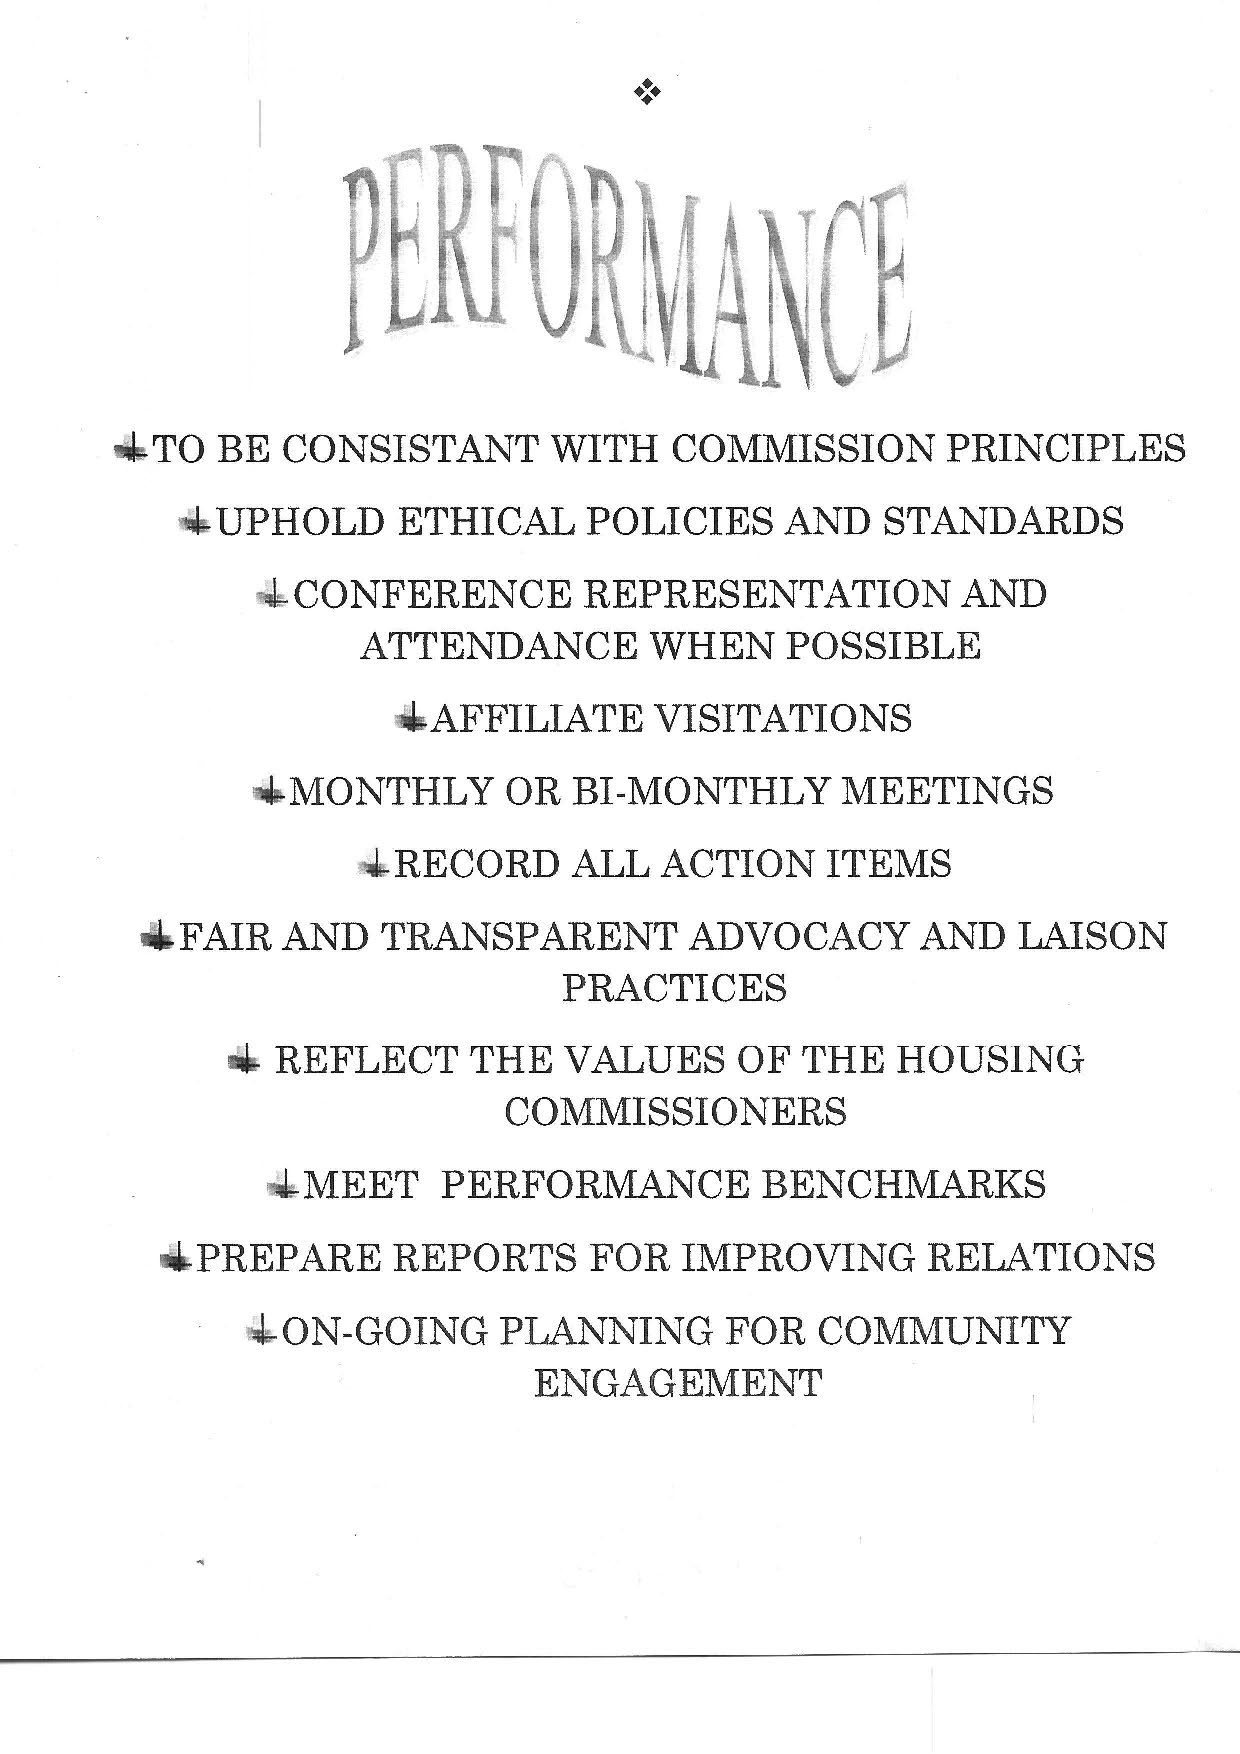 PERFORMANCE
TO BE CONSISTANT WITH COMMISSION PRINCIPLES
UPHOLD ETHICAL POLICIES AND STANDARDS
CONFERENCE REPRESENTATION AND
ATTENDANCE WHEN POSSIBLE
AFFILIATE VISITATIONS
MONTHLY OR BI-MONTHLY MEETINGS
RECORD ALL ACTION ITEMS
FAIR AND TRANSPARENT ADVOCACY AND LAISON
PRACTICES
REFLECT THE VALUES OF THE HOUSING
COMMISSIONERS
MEET PERFORMANCE BENCHMARKS
PREPARE REPORTS FOR IMPROVING RELATIONS
ON-GOING PLANNING FOR COMMUNITY
ENGAGEMENT